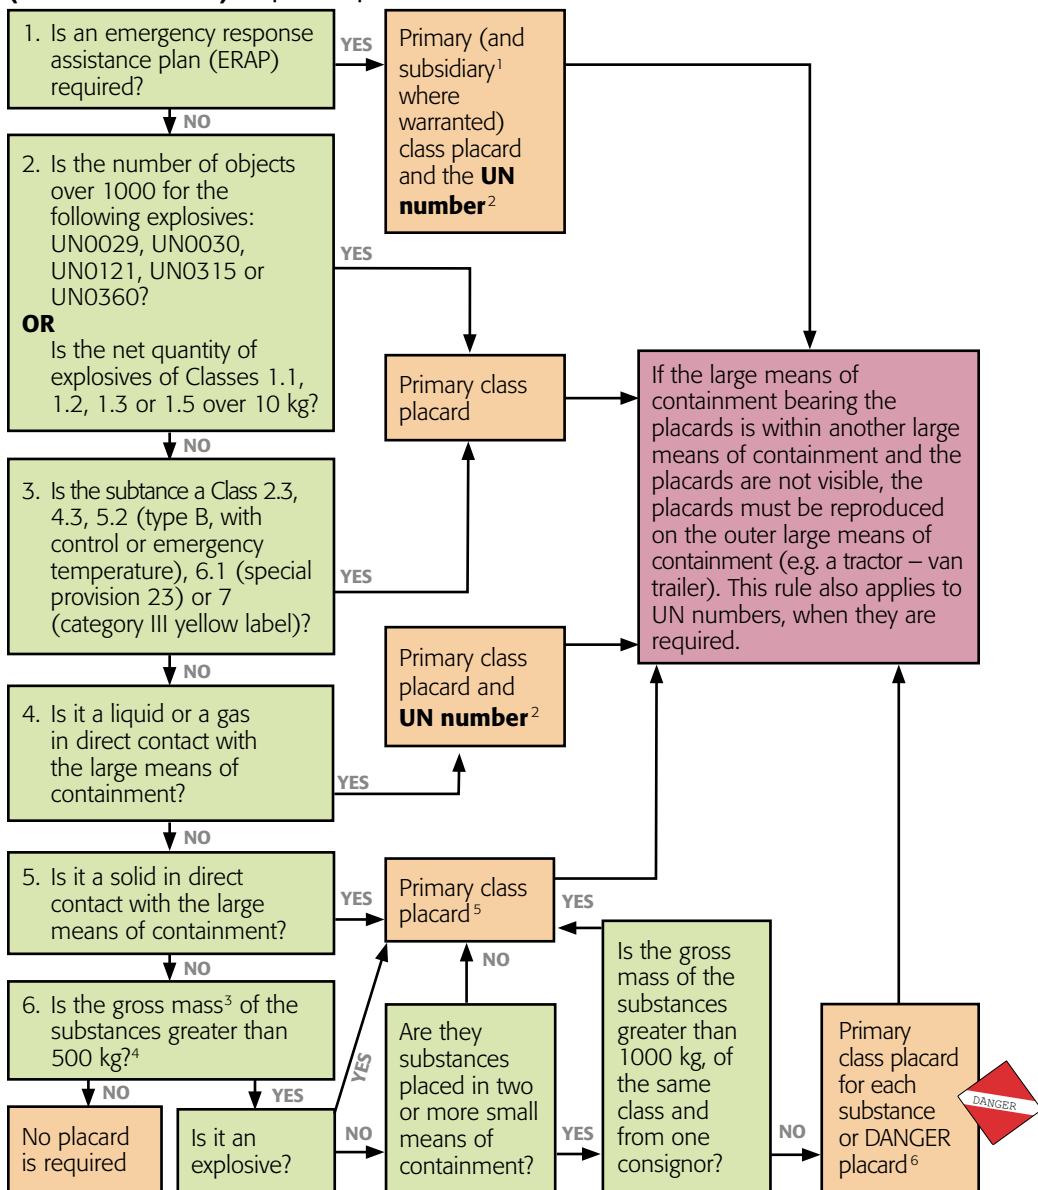 1. Is an emergency response
assistance plan (ERAP)
required?
YES
Primary (and
subsidiary1
where
warranted)
class placard
and the UN
number2
NO
2. Is the number of objects
over 1000 for the
following explosives:
UN0029, UN0030,
UN0121, UN0315 or
UN0360?
OR
Is the net quantity of
explosives of Classes 1.1,
1.2, 1.3 or 1.5 over 10 kg?
YES
Primary class
placard
If the large means of
containment bearing the
placards is within another large
means of containment and the
placards are not visible, the
placards must be reproduced
on the outer large means of
containment (e.g. a tractor – van
trailer). This rule also applies to
UN numbers, when they are
required.
NO
3. Is the subtance a Class 2.3,
4.3, 5.2 (type B, with
control or emergency
temperature), 6.1 (special
provision 23) or 7
(category III yellow label)?
YES
NO
Primary class
placard and
UN number2
4. Is it a liquid or a gas
in direct contact with
the large means of
containment?
YES
NO
5. Is it a solid in direct
contact with the large
means of containment?
YES
Primary class
placard5
YES
NO
NO
6. Is the gross mass3 of the
substances greater than
500 kg?4
NO
YES
No placard
is required
Is it an
explosive?
YES
NO
Are they
substances
placed in two
or more small
means of
containment?
YES
Is the gross
mass of the
substances
greater than
1000 kg, of
the same
class and
from one
consignor?
NO
Primary
class placard
for each
substance
or DANGER
placard6
DANGER